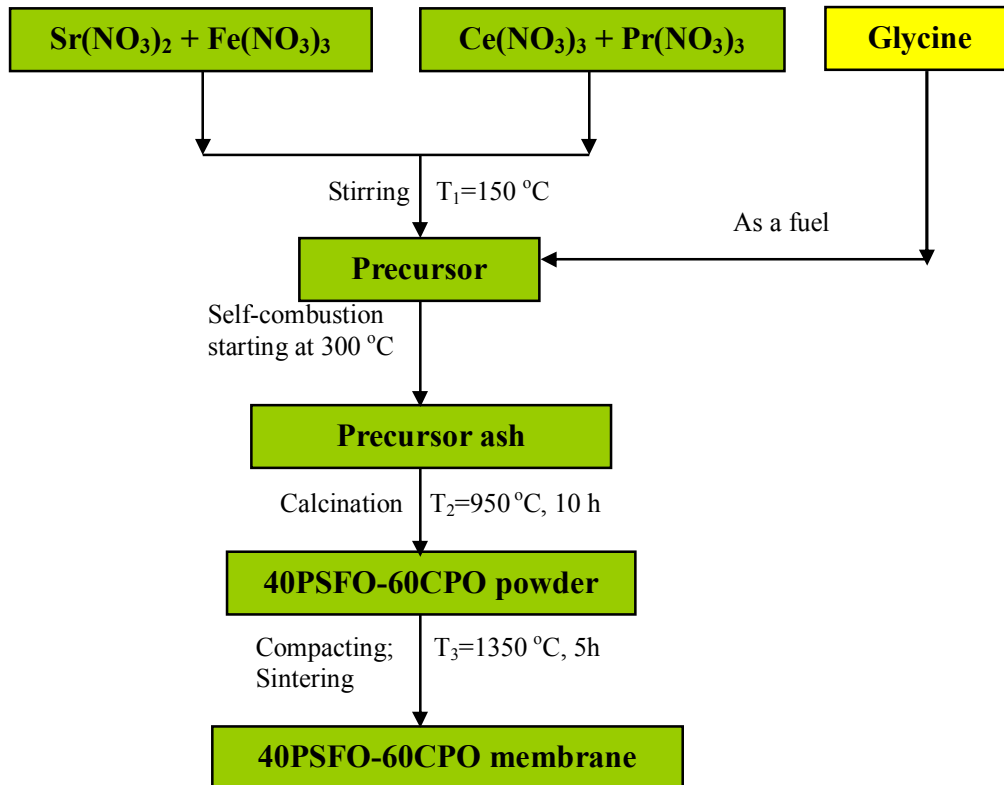 Sr(NO₃)₂ + Fe(NO₃)₃
Ce(NO₃)₃ + Pr(NO₃)₃
Glycine
Stirring
T₁=150 °C
As a fuel
Precursor
Self-combustion
starting at 300 °C
Precursor ash
Calcination
T₂=950 °C, 10 h
40PSFO-60CPO powder
Compacting;
Sintering
T₃=1350 °C, 5h
40PSFO-60CPO membrane